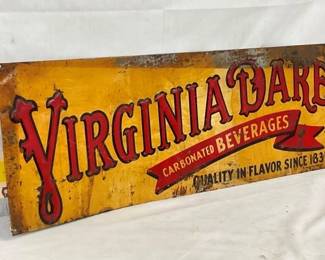 VIRGINIA DARE
CARBONATED BEVERAGES
QUALITY IN FLAVOR SINCE 183